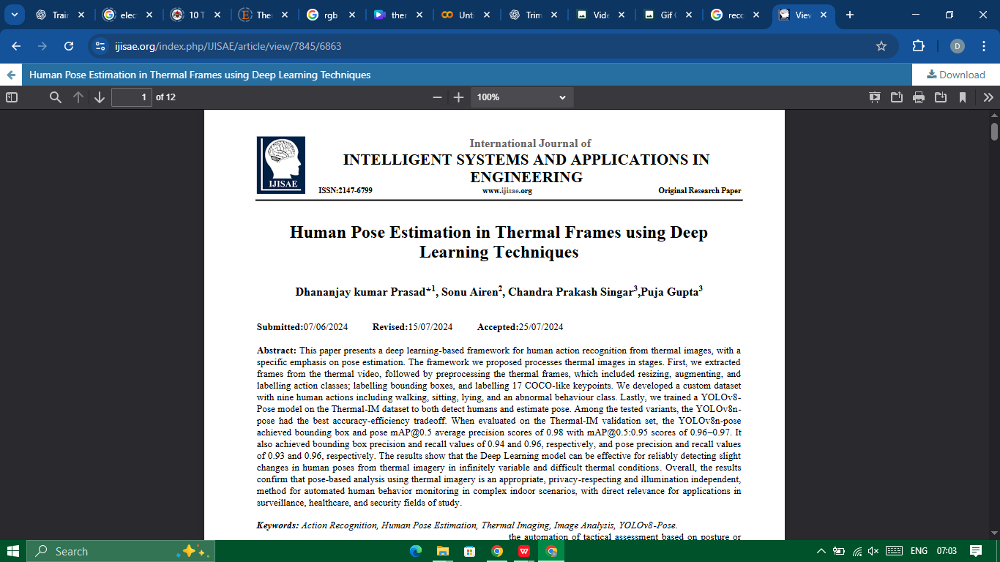 Train
elec
10 T
The
rgb
ther
Unti
Trim
Vide
Gif
reco
View
ijisae.org/index.php/IJISAE/article/view/7845/6863
D
Human Pose Estimation in Thermal Frames using Deep Learning Techniques
Download
1 of 12
100%
International Journal of
INTELLIGENT SYSTEMS AND APPLICATIONS IN
ENGINEERING
IJISAE
ISSN:2147-6799 www.ijisae.org Original Research Paper
Human Pose Estimation in Thermal Frames using Deep
Learning Techniques
Dhananjay kumar Prasad*1, Sonu Airen2, Chandra Prakash Singar3,Puja Gupta3
Submitted:07/06/2024 Revised:15/07/2024 Accepted:25/07/2024
Abstract: This paper presents a deep learning-based framework for human action recognition from thermal images, with a
specific emphasis on pose estimation. The framework we proposed processes thermal images in stages. First, we extracted
frames from the thermal video, followed by preprocessing the thermal frames, which included resizing, augmenting, and
labelling action classes; labelling bounding boxes, and labelling 17 COCO-like keypoints. We developed a custom dataset
with nine human actions including walking, sitting, lying, and an abnormal behaviour class. Lastly, we trained a YOLOv8-
Pose model on the Thermal-IM dataset to both detect humans and estimate pose. Among the tested variants, the YOLOv8n-
pose had the best accuracy-efficiency tradeoff. When evaluated on the Thermal-IM validation set, the YOLOv8n-pose
achieved bounding box and pose mAP@0.5 average precision scores of 0.98 with mAP@0.5:0.95 scores of 0.96–0.97. It
also achieved bounding box precision and recall values of 0.94 and 0.96, respectively, and pose precision and recall values
of 0.93 and 0.96, respectively. The results show that the Deep Learning model can be effective for reliably detecting slight
changes in human poses from thermal imagery in infinitely variable and difficult thermal conditions. Overall, the results
confirm that pose-based analysis using thermal imagery is an appropriate, privacy-respecting and illumination independent,
method for automated human behavior monitoring in complex indoor scenarios, with direct relevance for applications in
surveillance, healthcare, and security fields of study.
Keywords: Action Recognition, Human Pose Estimation, Thermal Imaging, Image Analysis, YOLOv8-Pose.
the automation of tactical assessment based on posture or
Search
ENG 07:03